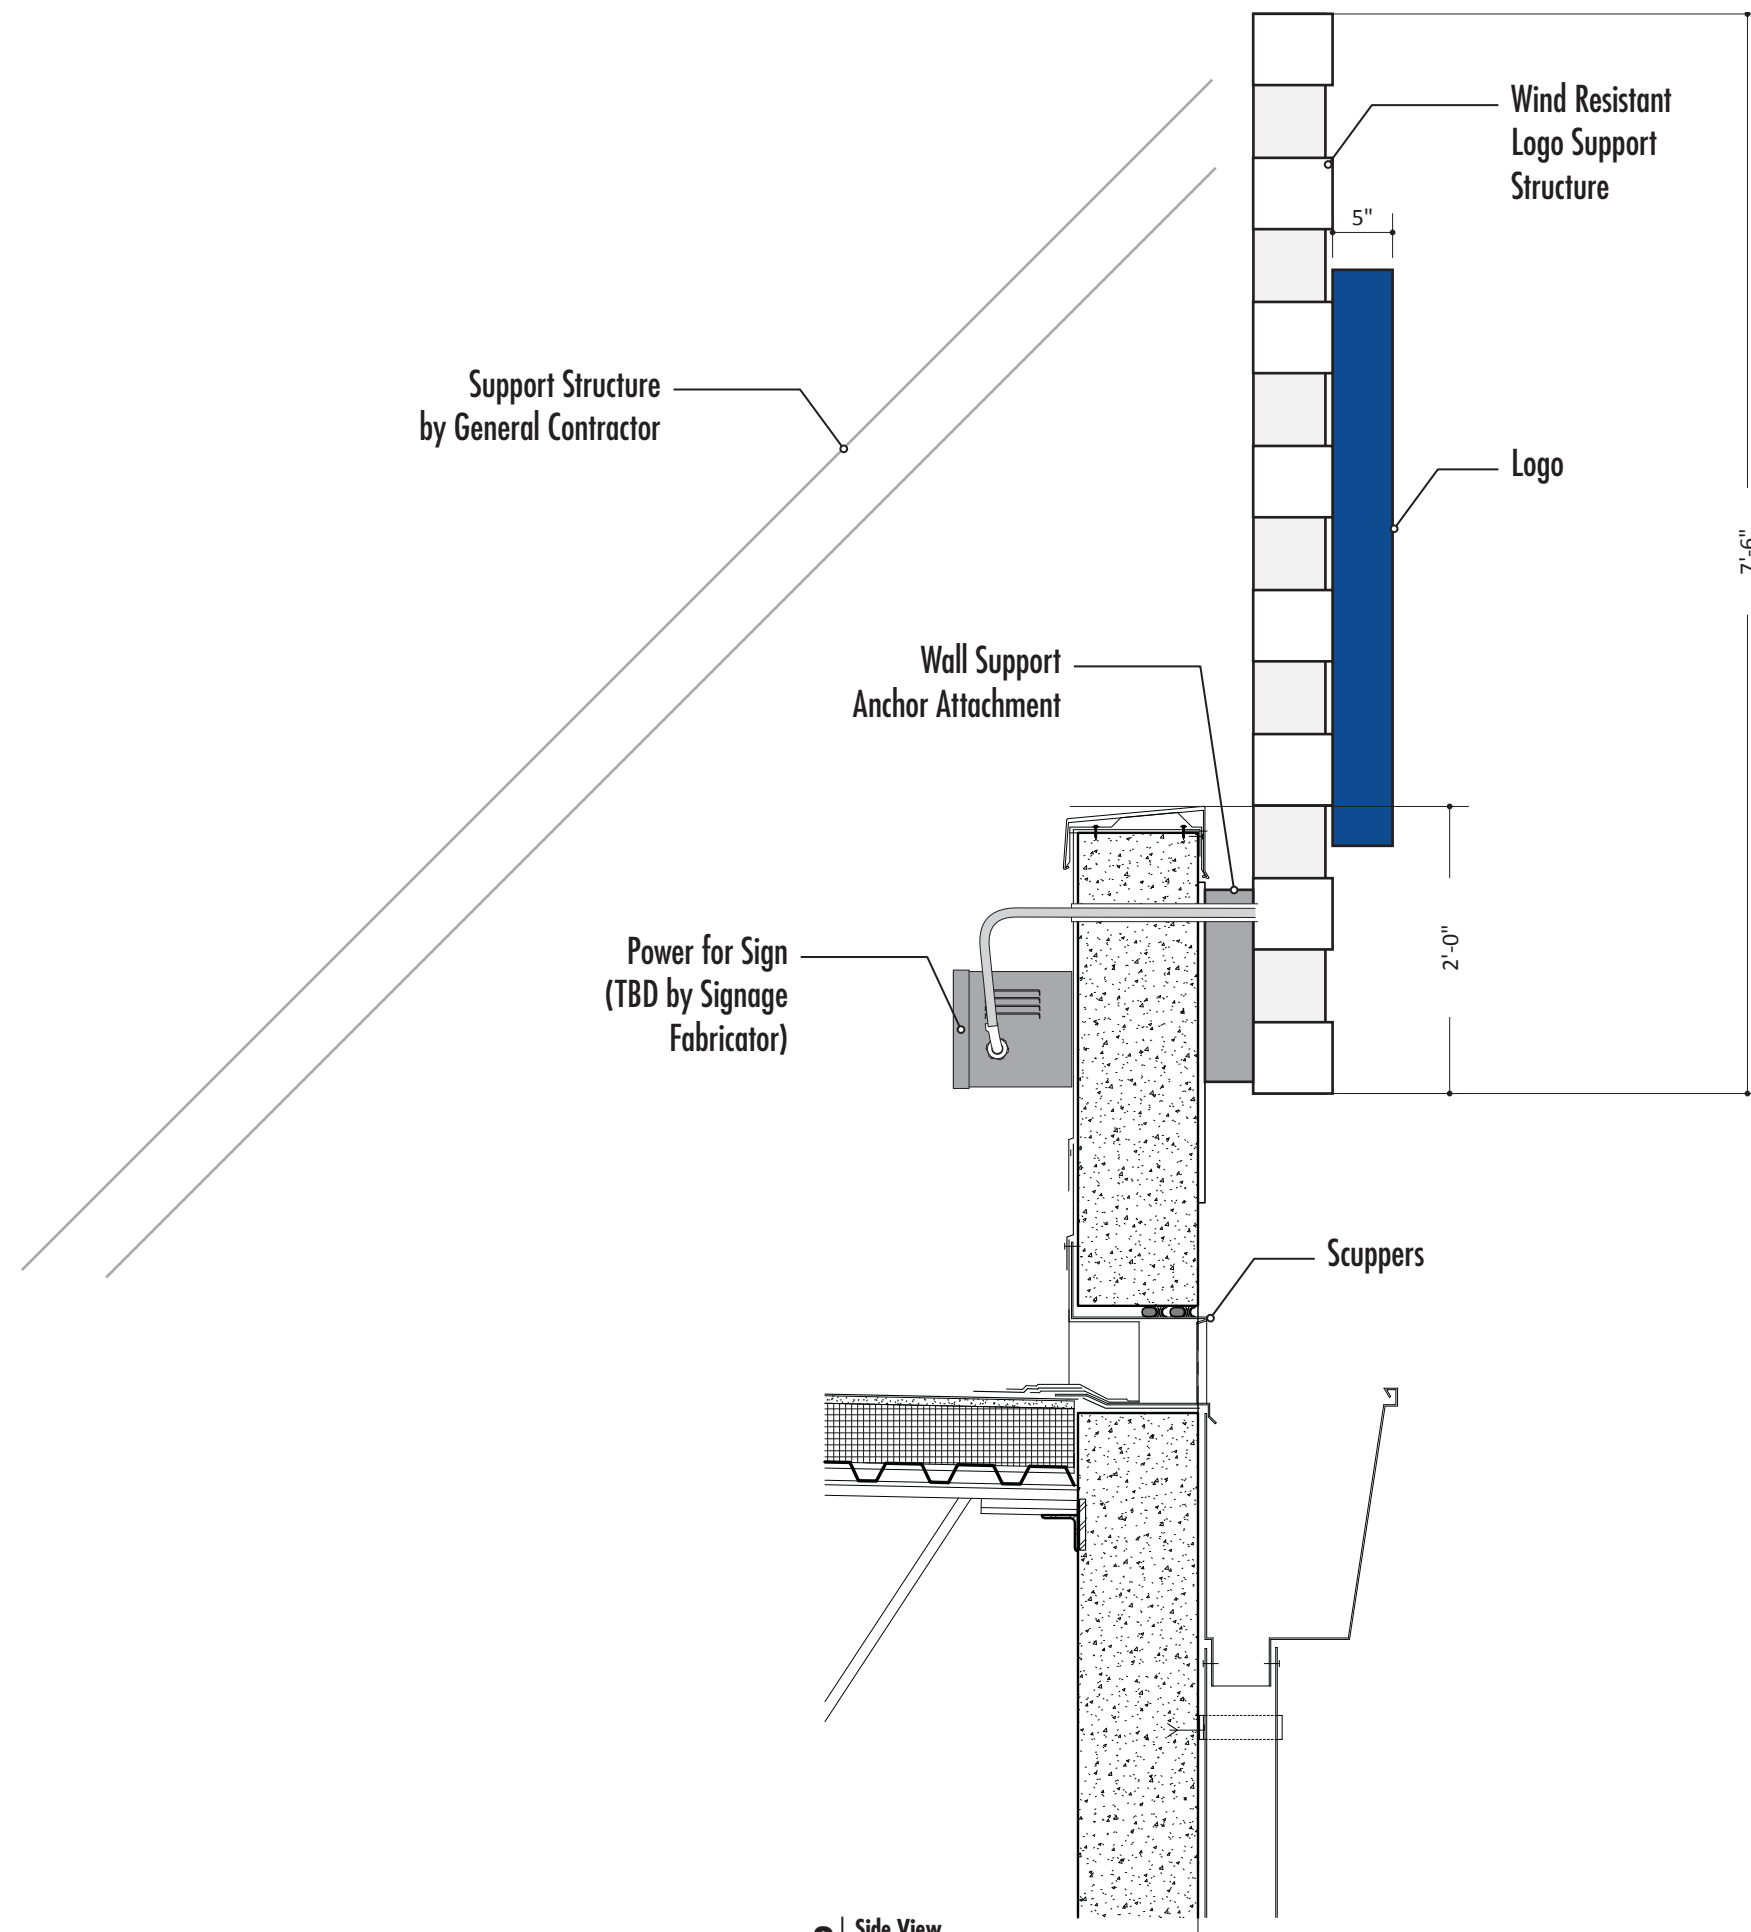 Wind Resistant
Logo Support
Structure
5"
Support Structure
by General Contractor
Logo
7'-6"
Wall Support
Anchor Attachment
Power for Sign
(TBD by Signage
Fabricator)
2'-0"
Scuppers
Side View